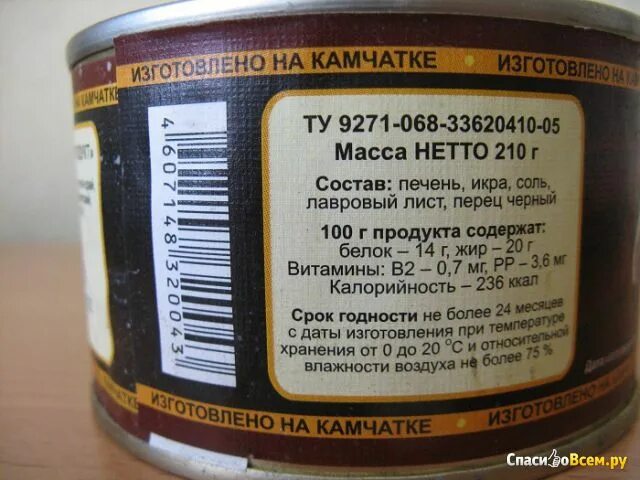 ИЗГОТОВЛЕНО НА КАМЧАТКЕ
ИЗГОТОВЛЕНО НА
НА КАМЧАТКЕ
4607148320043
ТУ 9271-068-33620410-05
Масса НЕТТО 210 г
Состав: печень, икра, соль,
лавровый лист, перец черный
100 г продукта содержат:
белок – 14 г, жир – 20 г
Витамины: В2 – 0,7 мг, РР – 3,6 мг
Калорийность – 236 ккал
Срок годности не более 24 месяцев
с даты изготовления при температуре
хранения от 0 до 20 °С и относительной
влажности воздуха не более 75 %
Дата
ИЗГОТОВЛЕНО НА КАМЧАТКЕ
ИЗГОТОВЛЕНО НА
СпасибоВсем.ру